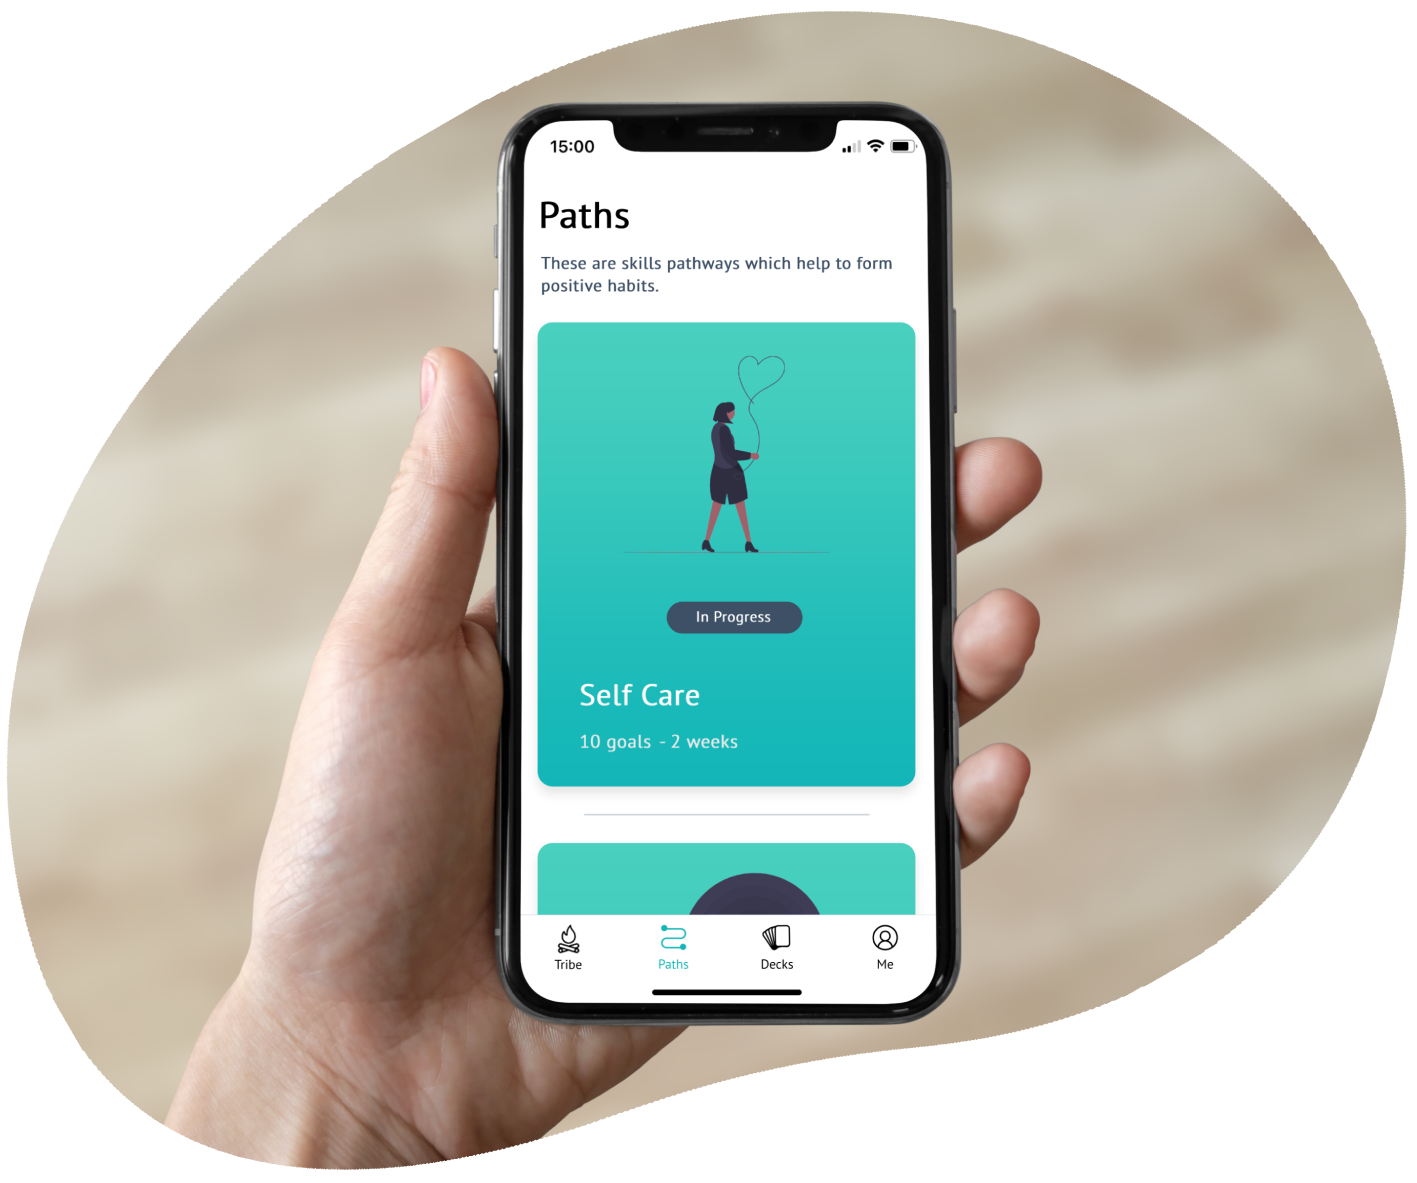 15:00
Paths
These are skills pathways which help to form
positive habits.
In Progress
Self Care
10 goals - 2 weeks
Tribe
Paths
Decks
Me